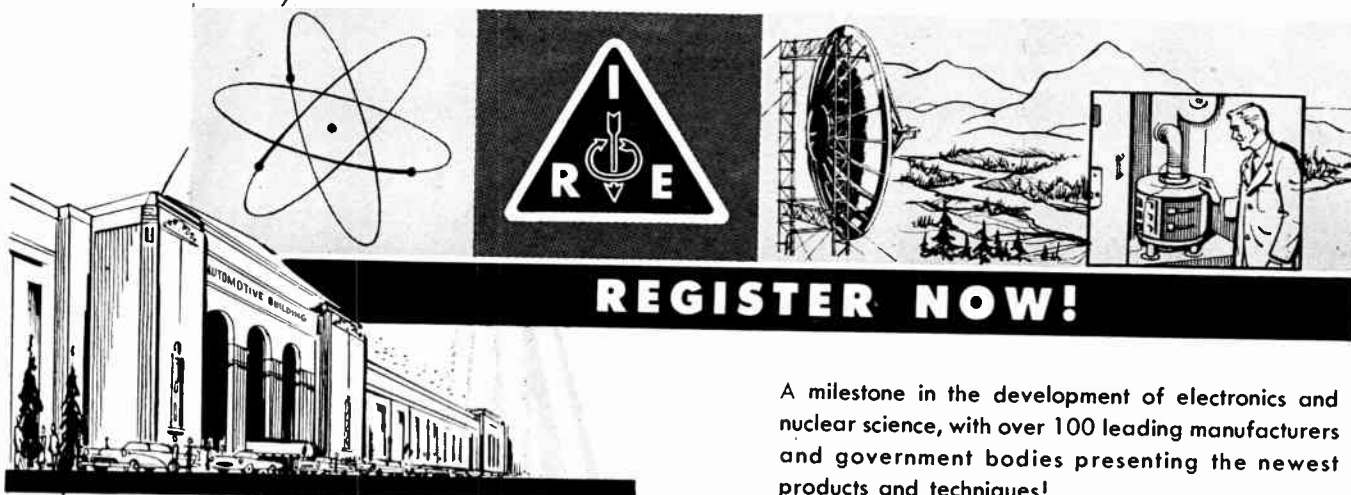 I
R E
AUTOMOTIVE BUILDING
REGISTER NOW!
A milestone in the development of electronics and
nuclear science, with over 100 leading manufacturers
and government bodies presenting the newest
products and techniques!